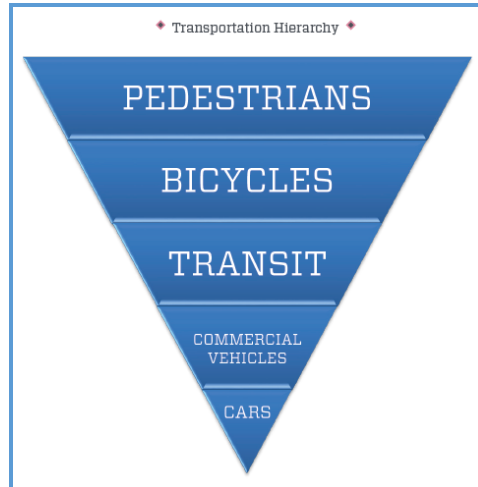 Transportation Hierarchy
PEDESTRIANS
BICYCLES
TRANSIT
COMMERCIAL
VEHICLES
CARS